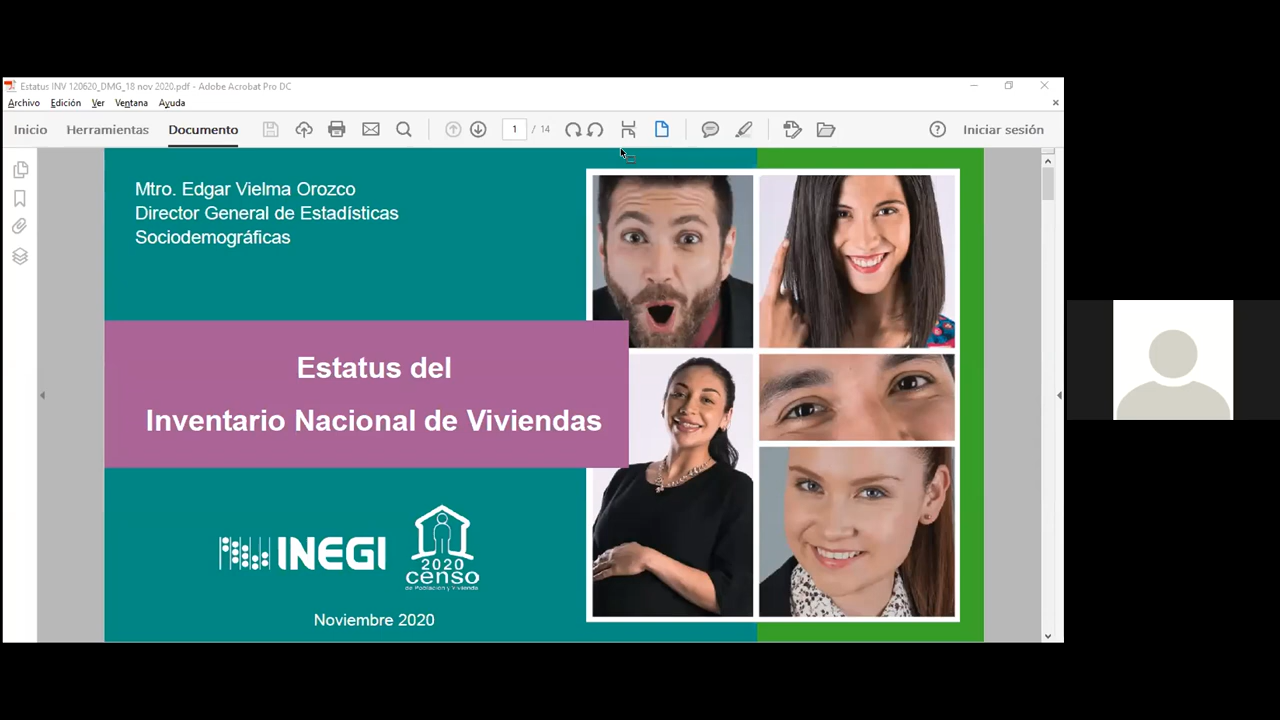 Estatus INV 120620_DMG_18 nov 2020.pdf - Adobe Acrobat Pro DC
Archivo Edición Ver Ventana Ayuda
Inicio Herramientas Documento 1 / 14 Iniciar sesión
Mtro. Edgar Vielma Orozco
Director General de Estadísticas
Sociodemográficas
Estatus del
Inventario Nacional de Viviendas
INEGI
2020
censo
de Población y Vivienda
Noviembre 2020